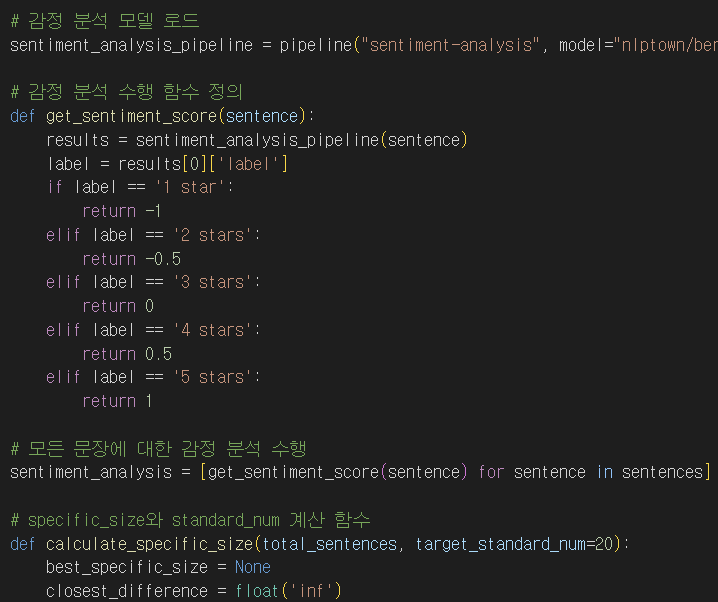 # 감정 분석 모델 로드
sentiment_analysis_pipeline = pipeline("sentiment-analysis", model="nlptown/ber

# 감정 분석 수행 함수 정의
def get_sentiment_score(sentence):
    results = sentiment_analysis_pipeline(sentence)
    label = results[0]['label']
    if label == '1 star':
        return -1
    elif label == '2 stars':
        return -0.5
    elif label == '3 stars':
        return 0
    elif label == '4 stars':
        return 0.5
    elif label == '5 stars':
        return 1

# 모든 문장에 대한 감정 분석 수행
sentiment_analysis = [get_sentiment_score(sentence) for sentence in sentences]

# specific_size와 standard_num 계산 함수
def calculate_specific_size(total_sentences, target_standard_num=20):
    best_specific_size = None
    closest_difference = float('inf')